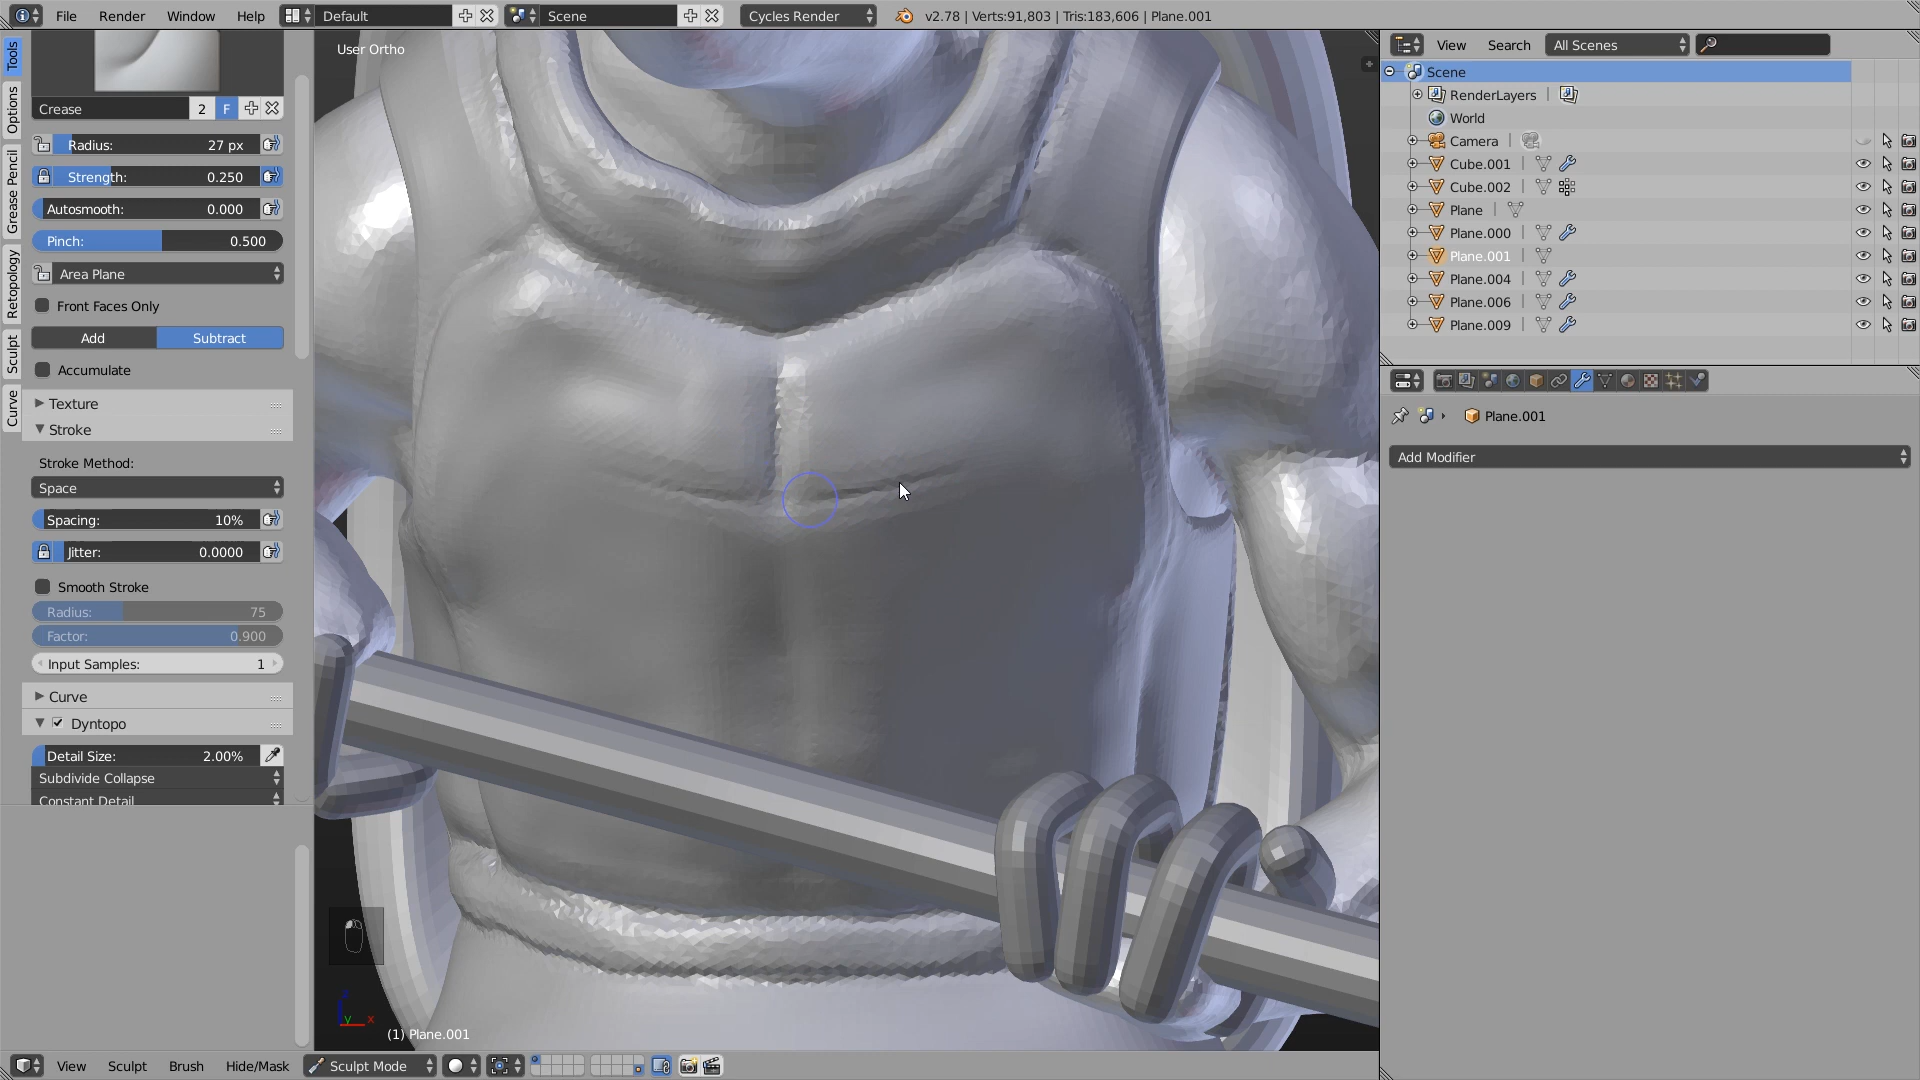 File Render Window Help Default Scene Cycles Render v2.78 | Verts:91,803 | Tris:183,606 | Plane.001
Tools
Options
Grease Pencil
Retopology
Sculpt
Curve
Crease 2 F
Radius: 27 px
Strength: 0.250
Autosmooth: 0.000
Pinch: 0.500
Area Plane
Front Faces Only
Add Subtract
Accumulate
Texture
Stroke
Stroke Method:
Space
Spacing: 10%
Jitter: 0.0000
Smooth Stroke
Radius: 75
Factor: 0.900
Input Samples: 1
Curve
Dyntopo
Detail Size: 2.00%
Subdivide Collapse
Constant Detail
User Ortho
z
y x
(1) Plane.001
View Sculpt Brush Hide/Mask Sculpt Mode
View Search All Scenes
Scene
RenderLayers |
World
Camera |
Cube.001 |
Cube.002 |
Plane |
Plane.000 |
Plane.001 |
Plane.004 |
Plane.006 |
Plane.009 |
Plane.001
Add Modifier